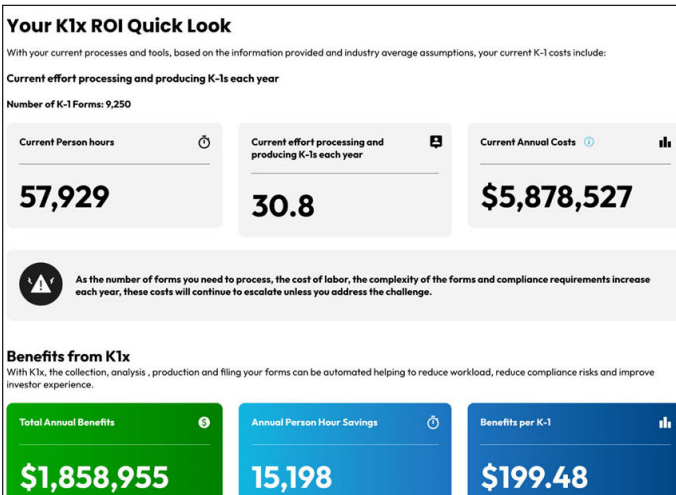 Your K1x ROI Quick Look
With your current processes and tools, based on the information provided and industry average assumptions, your current K-1 costs include:
Current effort processing and producing K-1s each year
Number of K-1 Forms: 9,250
Current Person hours
57,929
Current effort processing and
producing K-1s each year
30.8
Current Annual Costs
$5,878,527
As the number of forms you need to process, the cost of labor, the complexity of the forms and compliance requirements increase
each year, these costs will continue to escalate unless you address the challenge.
Benefits from K1x
With K1x, the collection, analysis , production and filing your forms can be automated helping to reduce workload, reduce compliance risks and improve
investor experience.
Total Annual Benefits
$1,858,955
Annual Person Hour Savings
15,198
Benefits per K-1
$199.48